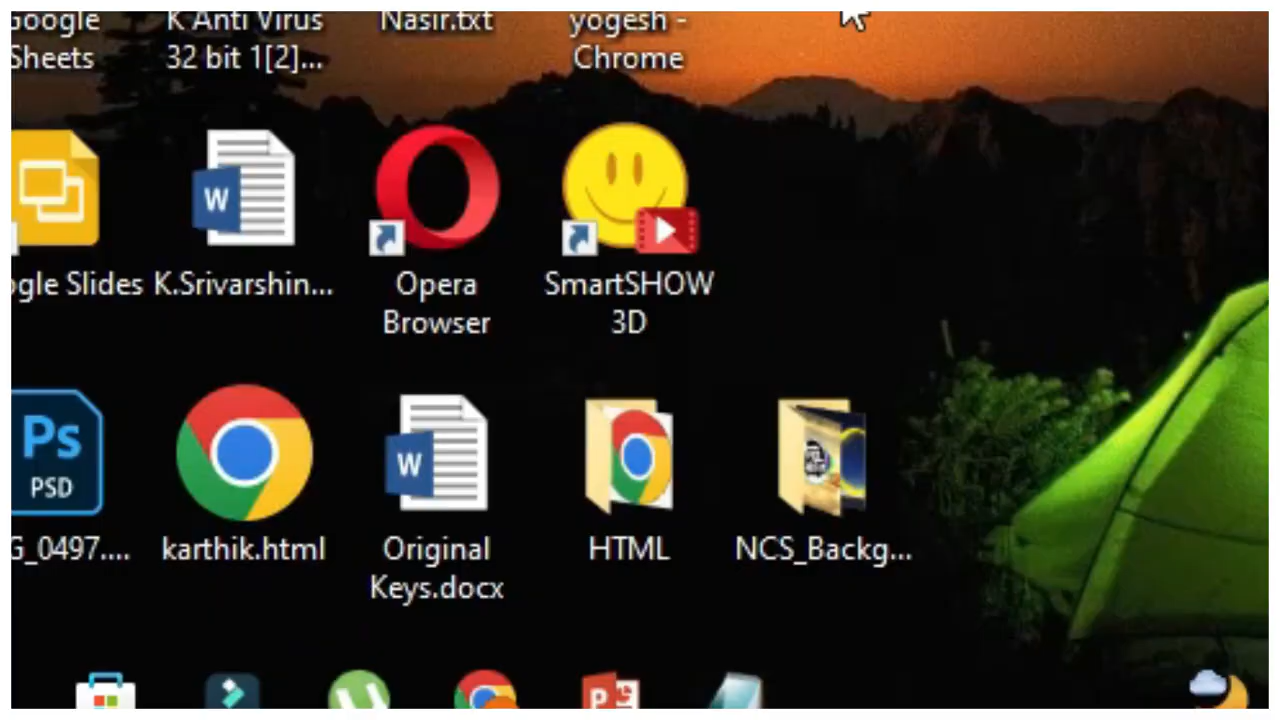 Google
Sheets
K Anti Virus
32 bit 1[2]...
Nasir.txt
yogesh -
Chrome
ogle Slides
K.Srivarshin...
W
Opera
Browser
SmartSHOW
3D
Ps
PSD
G_0497....
karthik.html
W
Original
Keys.docx
HTML
NCS_Backg...
P